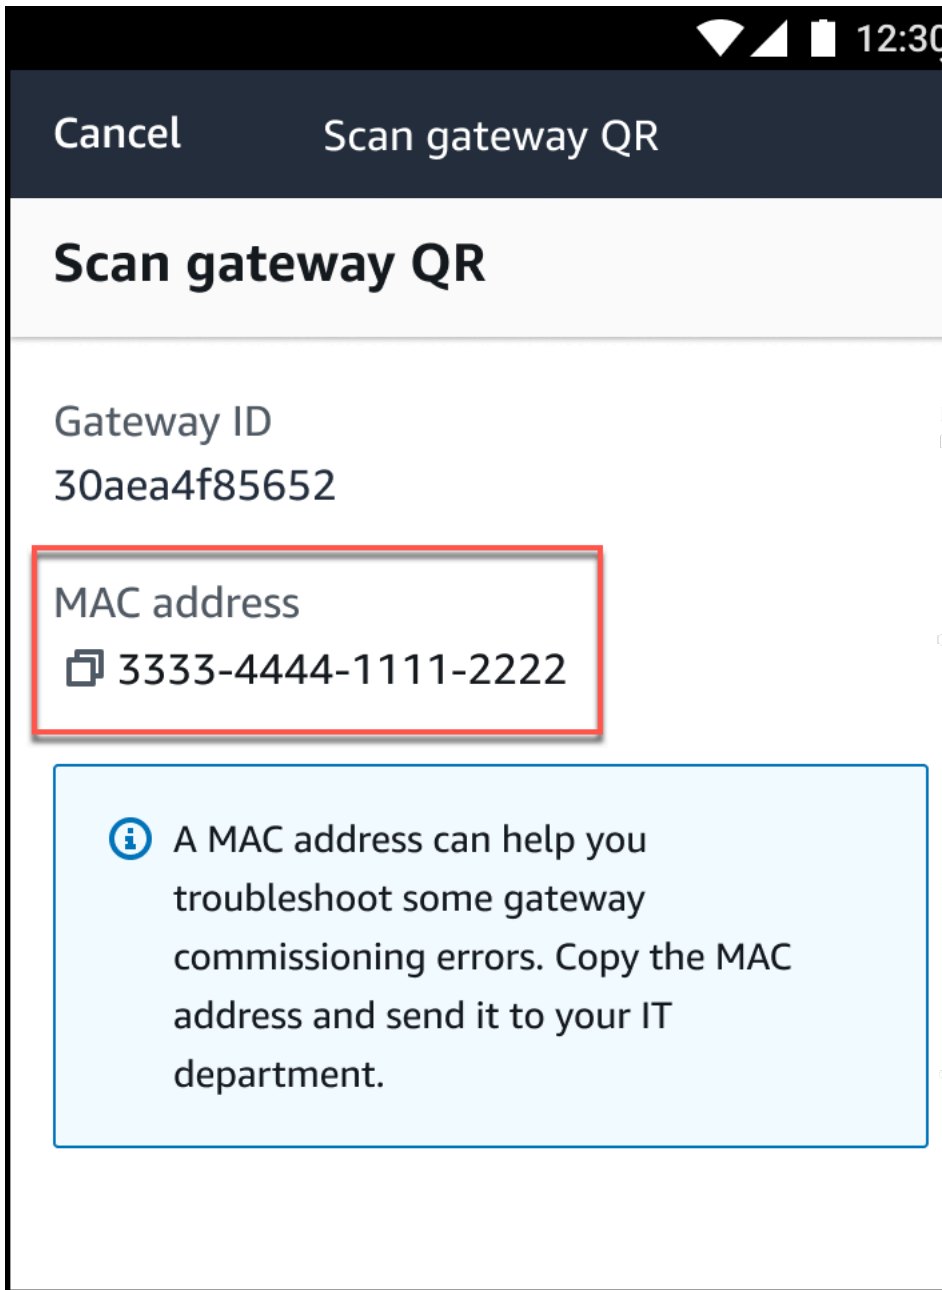 12:30
Cancel Scan gateway QR
Scan gateway QR
Gateway ID
30aea4f85652
MAC address
3333-4444-1111-2222
A MAC address can help you
troubleshoot some gateway
commissioning errors. Copy the MAC
address and send it to your IT
department.